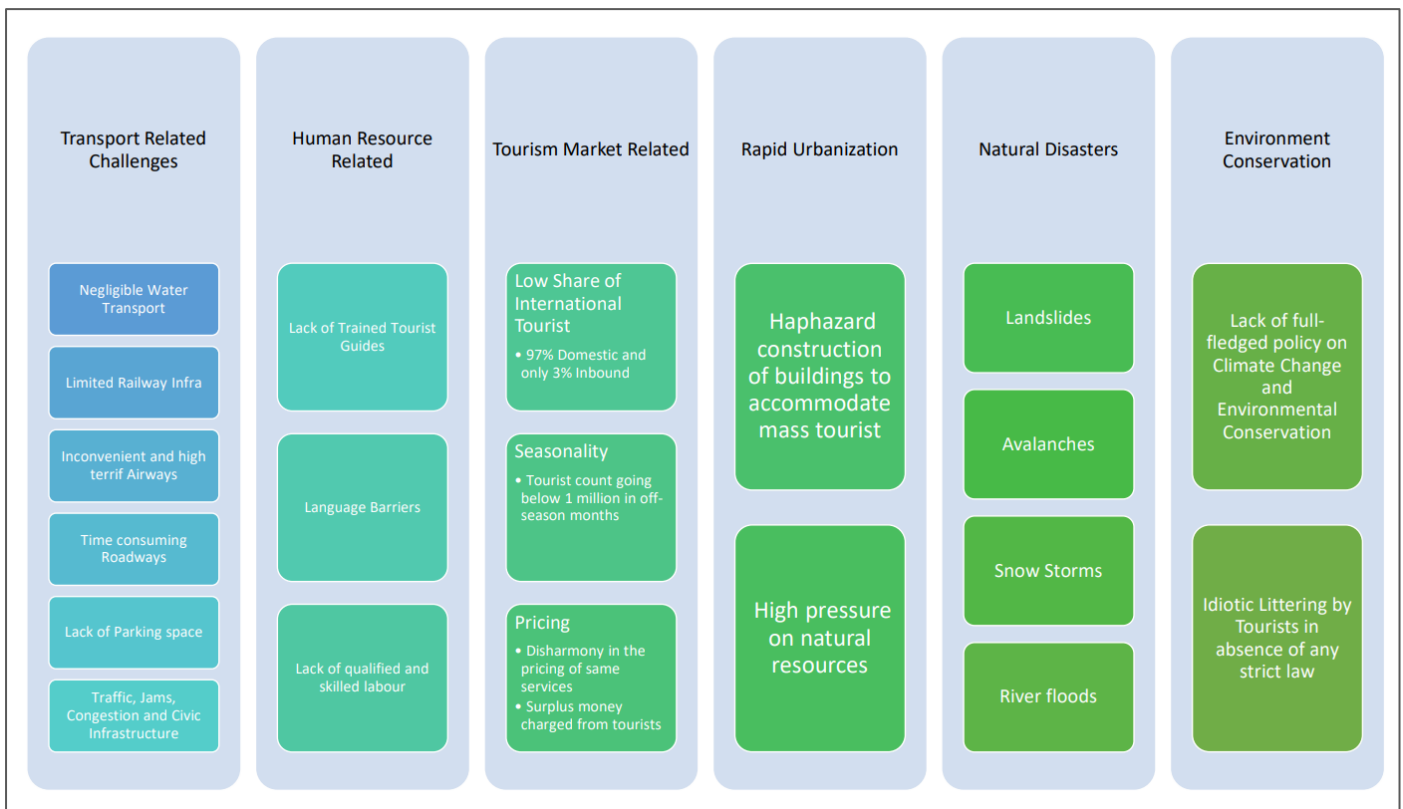 Transport Related
Challenges
Negligible Water
Transport
Limited Railway Infra
Inconvenient and high
terrif Airways
Time consuming
Roadways
Lack of Parking space
Traffic, Jams,
Congestion and Civic
Infrastructure
Human Resource
Related
Lack of Trained Tourist
Guides
Language Barriers
Lack of qualified and
skilled labour
Tourism Market Related
Low Share of
International
Tourist
• 97% Domestic and
only 3% Inbound
Seasonality
• Tourist count going
below 1 million in off-
season months
Pricing
• Disharmony in the
pricing of same
services
• Surplus money
charged from tourists
Rapid Urbanization
Haphazard
construction
of buildings to
accommodate
mass tourist
High pressure
on natural
resources
Natural Disasters
Landslides
Avalanches
Snow Storms
River floods
Environment
Conservation
Lack of full-
fledged policy on
Climate Change
and
Environmental
Conservation
Idiotic Littering by
Tourists in
absence of any
strict law